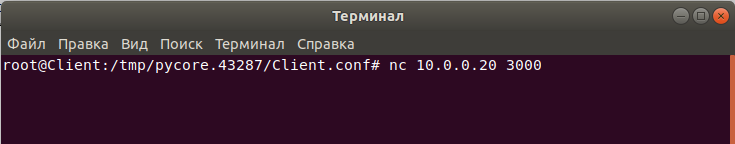 Терминал
Файл Правка Вид Поиск Терминал Справка
root@Client:/tmp/pycore.43287/Client.conf# nc 10.0.0.20 3000